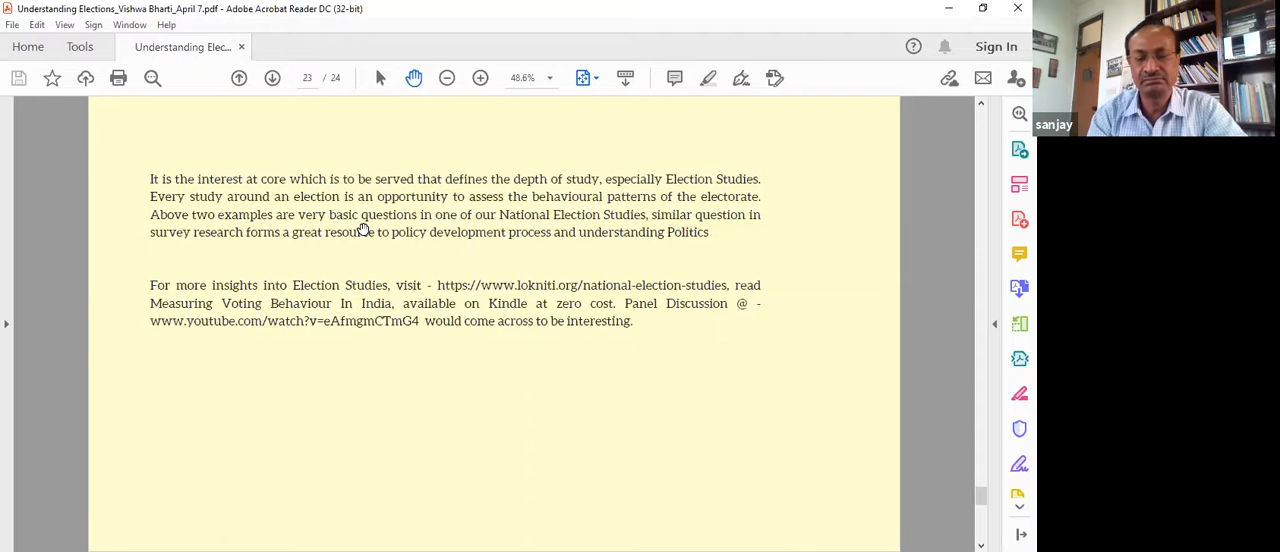 Understanding Elections_Vishwa Bharti_April 7.pdf - Adobe Acrobat Reader DC (32-bit)
File Edit View Sign Window Help
Home Tools Understanding Elec... × Sign In
23 / 24 48.6%
sanjay
It is the interest at core which is to be served that defines the depth of study, especially Election Studies.
Every study around an election is an opportunity to assess the behavioural patterns of the electorate.
Above two examples are very basic questions in one of our National Election Studies, similar question in
survey research forms a great resource to policy development process and understanding Politics
For more insights into Election Studies, visit - https://www.lokniti.org/national-election-studies, read
Measuring Voting Behaviour In India, available on Kindle at zero cost. Panel Discussion @ -
www.youtube.com/watch?v=eAfmgmCTmG4 would come across to be interesting.